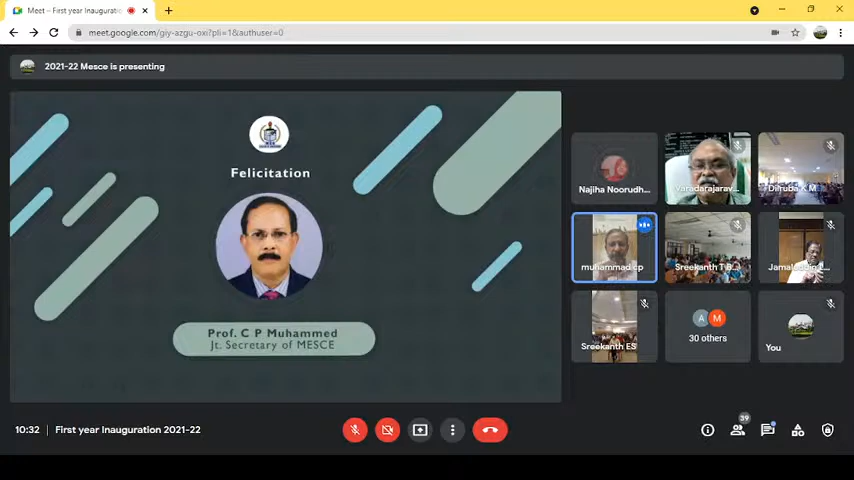 Meet – First year Inauguratio
meet.google.com/giy-azgu-oxi?pli=1&authuser=0
2021-22 Mesce is presenting
Felicitation
Prof. C P Muhammed
Jt. Secretary of MESCE
Najiha Noorudh...
Varadarajarav...
Dilruba K M
muhammad cp
Sreekanth T R...
Jamaluddin ...
Sreekanth ES
A M
30 others
You
10:32 | First year Inauguration 2021-22
39